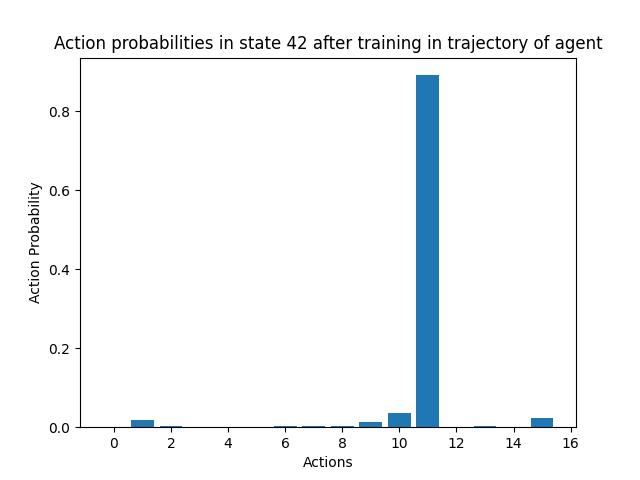 Action probabilities in state 42 after training in trajectory of agent
0.8
0.6
0.4
0.2
0.0
Action Probability
0 2 4 6 8 10 12 14 16
Actions